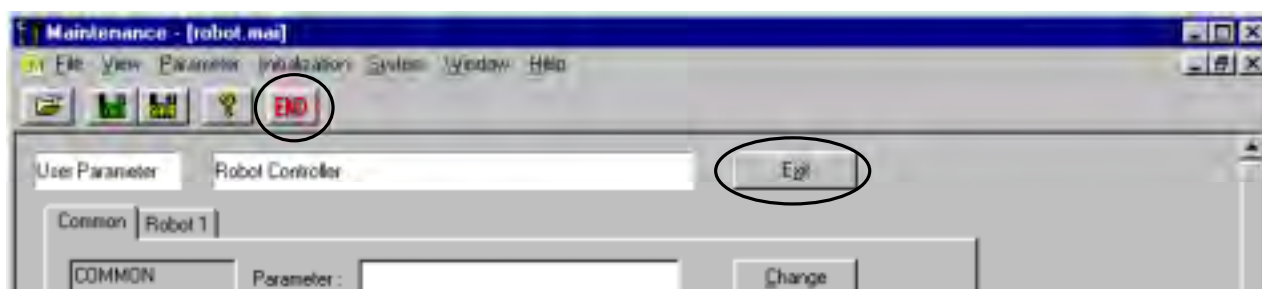 Maintenance - [robot.mai]
File View Parameter Initialization System Window Help
END
User Parameter Robot Controller Exit
Common Robot 1
COMMON Parameter : Change